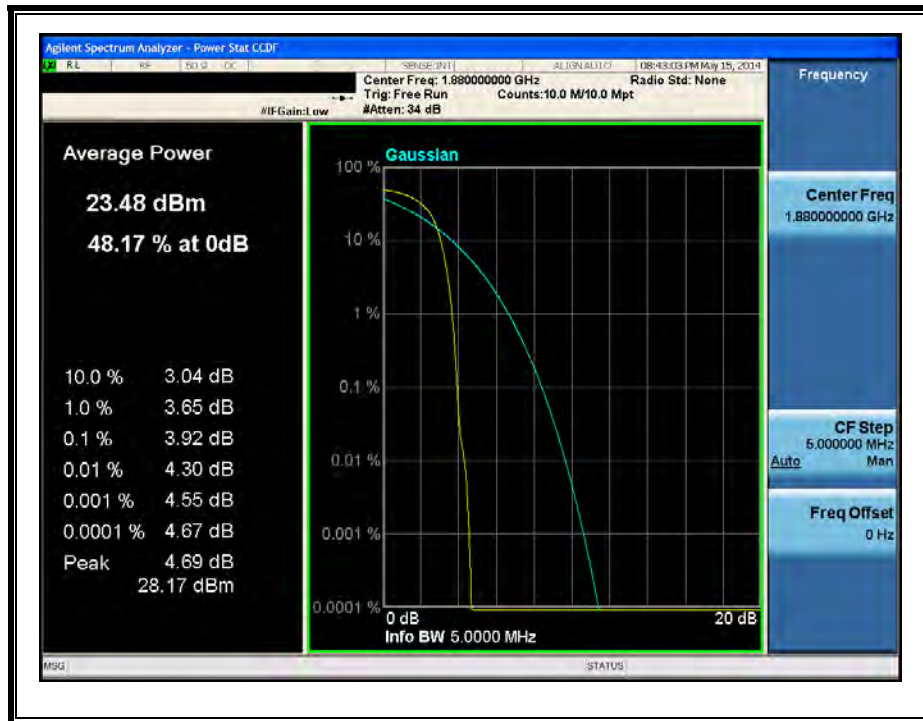 Agilent Spectrum Analyzer - Power Stat CCDF
RL RF 50 Ω DC SENSE:INT ALIGN AUTO 08:43:03 PM May 15, 2014
Center Freq: 1.880000000 GHz Radio Std: None
Trig: Free Run Counts:10.0 M/10.0 Mpt
#IFGain:Low #Atten: 34 dB
Frequency
Average Power
23.48 dBm
48.17 % at 0dB
10.0 % 3.04 dB
1.0 % 3.65 dB
0.1 % 3.92 dB
0.01 % 4.30 dB
0.001 % 4.55 dB
0.0001 % 4.67 dB
Peak 4.69 dB
28.17 dBm
Gaussian
100 %
10 %
1 %
0.1 %
0.01 %
0.001 %
0.0001 %
0 dB 20 dB
Info BW 5.0000 MHz
Center Freq
1.880000000 GHz
CF Step
5.000000 MHz
Auto Man
Freq Offset
0 Hz
MSG STATUS